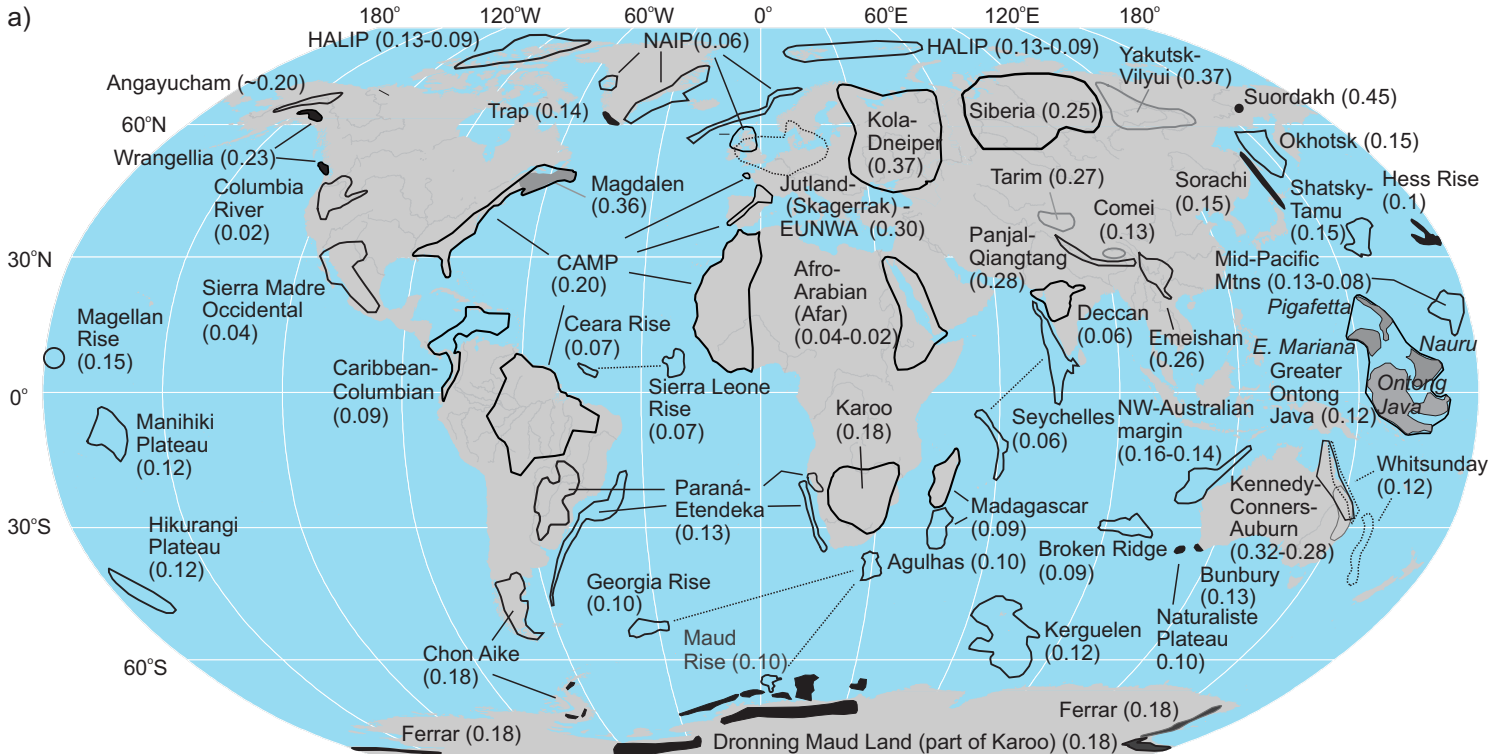 a)
180° 120°W 60°W 0° 60°E 120°E 180°
HALIP (0.13-0.09)
NAIP(0.06)
HALIP (0.13-0.09)
Yakutsk-
Vilyui (0.37)
Angayucham (~0.20)
Trap (0.14)
Siberia (0.25)
Suordakh (0.45)
60°N
Kola-
Dneiper
(0.37)
Okhotsk (0.15)
Wrangellia (0.23)
Columbia
River
(0.02)
Magdalen
(0.36)
Jutland-
(Skagerrak) -
EUNWA (0.30)
Tarim (0.27)
Sorachi
(0.15)
Shatsky-
Tamu
(0.15)
Hess Rise
(0.1)
Comei
(0.13)
30°N
CAMP
(0.20)
Panjal-
Qiangtang
(0.28)
Mid-Pacific
Mtns (0.13-0.08)
Sierra Madre
Occidental
(0.04)
Afro-
Arabian
(Afar)
(0.04-0.02)
Pigafetta
Magellan
Rise
(0.15)
Ceara Rise
(0.07)
Deccan
(0.06)
Emeishan
(0.26)
E. Mariana
Nauru
Caribbean-
Columbian
(0.09)
Sierra Leone
Rise
(0.07)
Greater
Ontong
Java (0.12)
Ontong
Java
0°
Manihiki
Plateau
(0.12)
Karoo
(0.18)
Seychelles
(0.06)
NW-Australian
margin
(0.16-0.14)
Whitsunday
(0.12)
Paraná-
Etendeka
(0.13)
Madagascar
(0.09)
Kennedy-
Conners-
Auburn
(0.32-0.28)
30°S
Hikurangi
Plateau
(0.12)
Broken Ridge
(0.09)
Agulhas (0.10)
Georgia Rise
(0.10)
Bunbury
(0.13)
Naturaliste
Plateau
0.10)
Maud
Rise (0.10)
Kerguelen
(0.12)
60°S
Chon Aike
(0.18)
Ferrar (0.18)
Ferrar (0.18)
Dronning Maud Land (part of Karoo) (0.18)